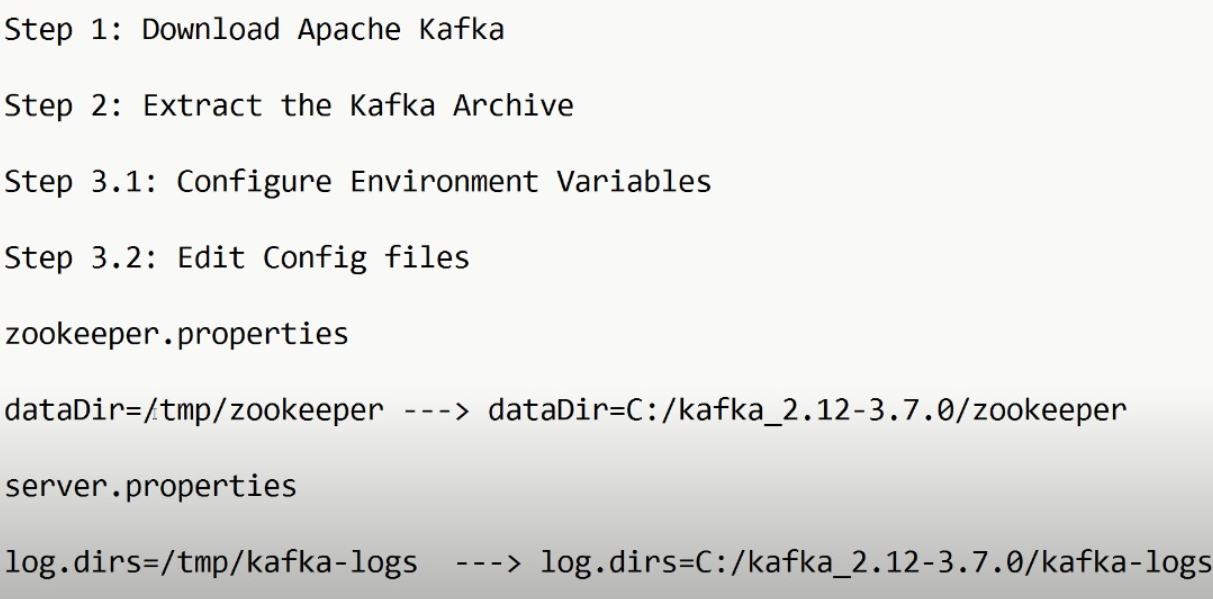 Step 1: Download Apache Kafka
Step 2: Extract the Kafka Archive
Step 3.1: Configure Environment Variables
Step 3.2: Edit Config files
zookeeper.properties
dataDir=/tmp/zookeeper ---> dataDir=C:/kafka_2.12-3.7.0/zookeeper
server.properties
log.dirs=/tmp/kafka-logs  ---> log.dirs=C:/kafka_2.12-3.7.0/kafka-logs